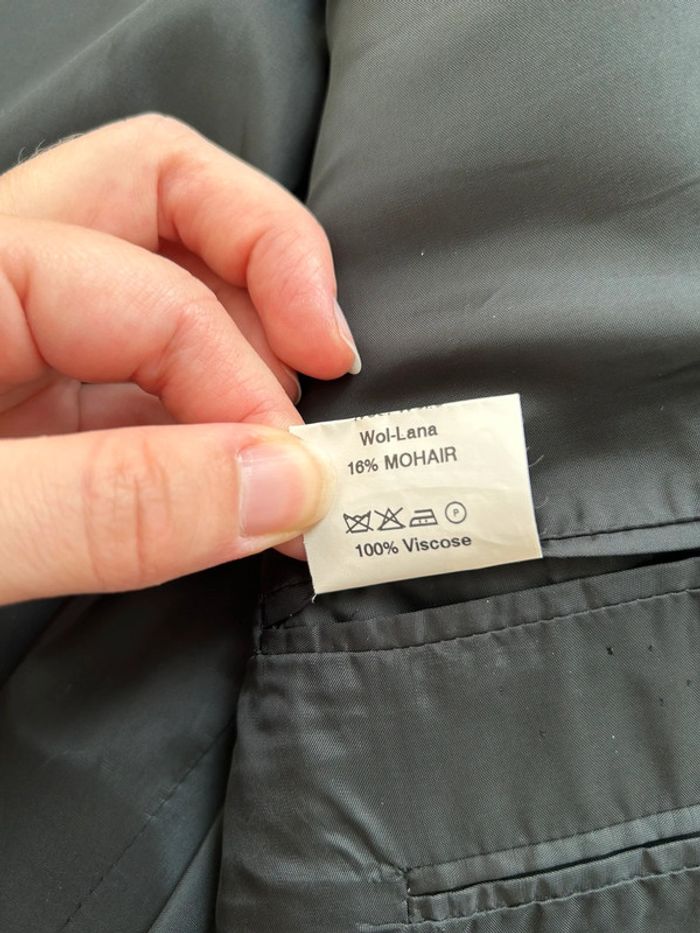 Wol-Lana
16% MOHAIR
P
100% Viscose